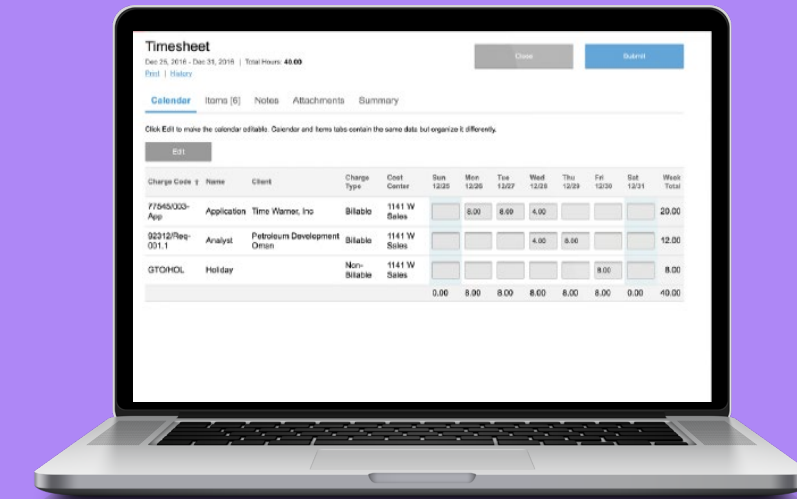 Timesheet
Dec 25, 2016 - Dec 31, 2016 | Total Hours: 40.00
Print | History
Close
Submit
Calendar Items [6] Notes Attachments Summary
Click Edit to make the calendar editable. Calendar and Items tabs contain the same data but organize it differently.
Edit
Charge Code ↑ Name Client Charge Type Cost Center Sun 12/25 Mon 12/26 Tue 12/27 Wed 12/28 Thu 12/29 Fri 12/30 Sat 12/31 Week Total
77545/003-App Application Time Warner, Inc Billable 1141 W Sales 8.00 8.00 4.00 20.00
92312/Req-001.1 Analyst Petroleum Development Oman Billable 1141 W Sales 4.00 8.00 12.00
GTO/HOL Holiday Non-Billable 1141 W Sales 8.00 8.00
0.00 8.00 8.00 8.00 8.00 8.00 0.00 40.00